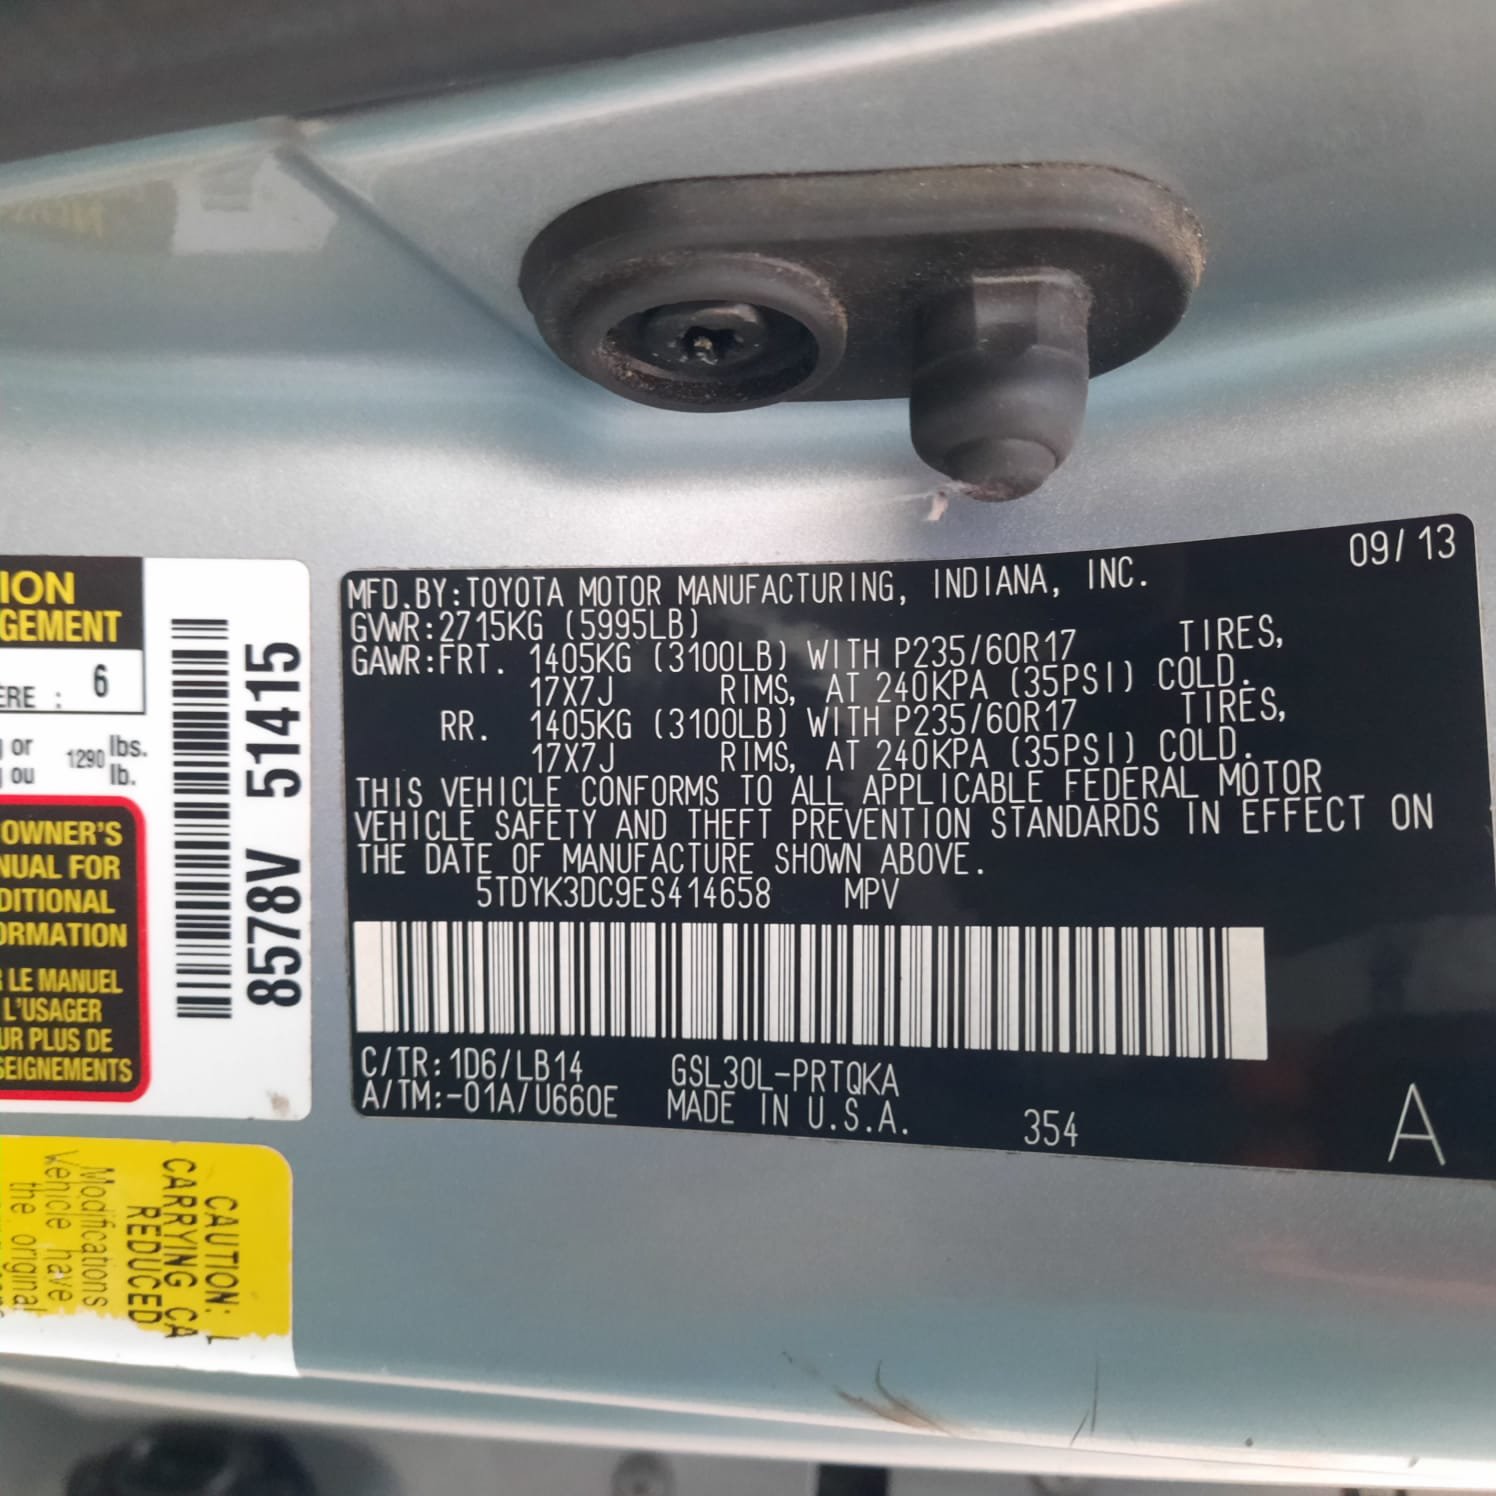 ION
GEMENT
ÈRE : 6
or 1290 lbs.
ou lb.
OWNER'S
NUAL FOR
DITIONAL
ORMATION
LE MANUEL
L'USAGER
UR PLUS DE
SEIGNEMENTS
8578V 51415
09/13
MFD.BY:TOYOTA MOTOR MANUFACTURING, INDIANA, INC.
GVWR:2715KG (5995LB)
GAWR:FRT. 1405KG (3100LB) WITH P235/60R17 TIRES,
17X7J RIMS, AT 240KPA (35PSI) COLD.
RR. 1405KG (3100LB) WITH P235/60R17 TIRES,
17X7J RIMS, AT 240KPA (35PSI) COLD.
THIS VEHICLE CONFORMS TO ALL APPLICABLE FEDERAL MOTOR
VEHICLE SAFETY AND THEFT PREVENTION STANDARDS IN EFFECT ON
THE DATE OF MANUFACTURE SHOWN ABOVE.
5TDYK3DC9ES414658 MPV
C/TR:1D6/LB14 GSL30L-PRTQKA
A/TM:-01A/U660E MADE IN U.S.A.
354
A
CAUTION:
CARRYING CA
REDUCED
Modifications
vehicle have
the original